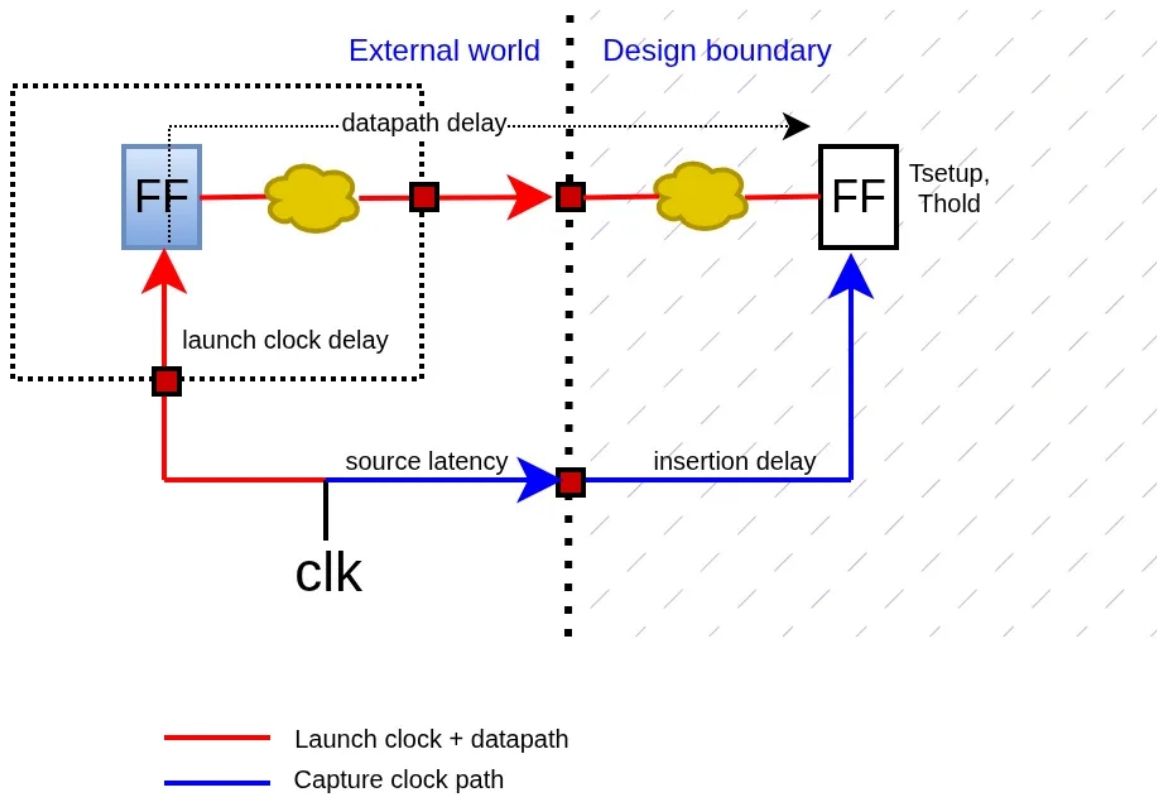 External world
Design boundary
datapath delay
FF
FF
Tsetup,
Thold
launch clock delay
source latency
insertion delay
clk
Launch clock + datapath
Capture clock path